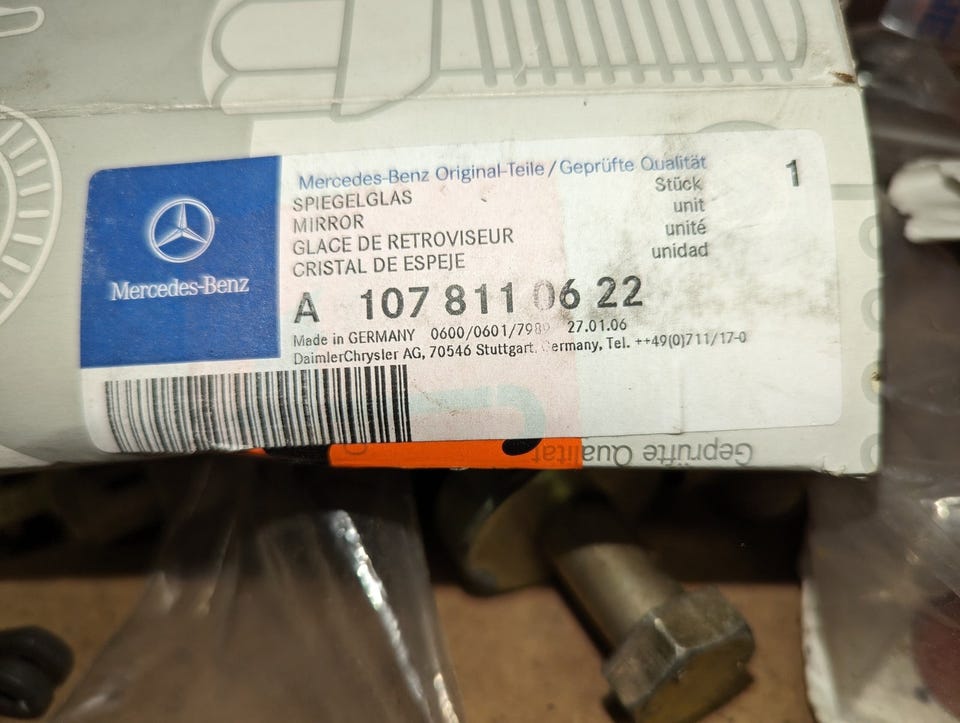 Mercedes-Benz Original-Teile / Geprüfte Qualität
SPIEGELGLAS
MIRROR
GLACE DE RETROVISEUR
CRISTAL DE ESPEJE
Stück
unit
unité
unidad
1
Mercedes-Benz
A 107 811 06 22
Made in GERMANY 0600/0601/7989 27.01.06
DaimlerChrysler AG, 70546 Stuttgart, Germany, Tel. ++49(0)711/17-0
Geprüfte Qualität